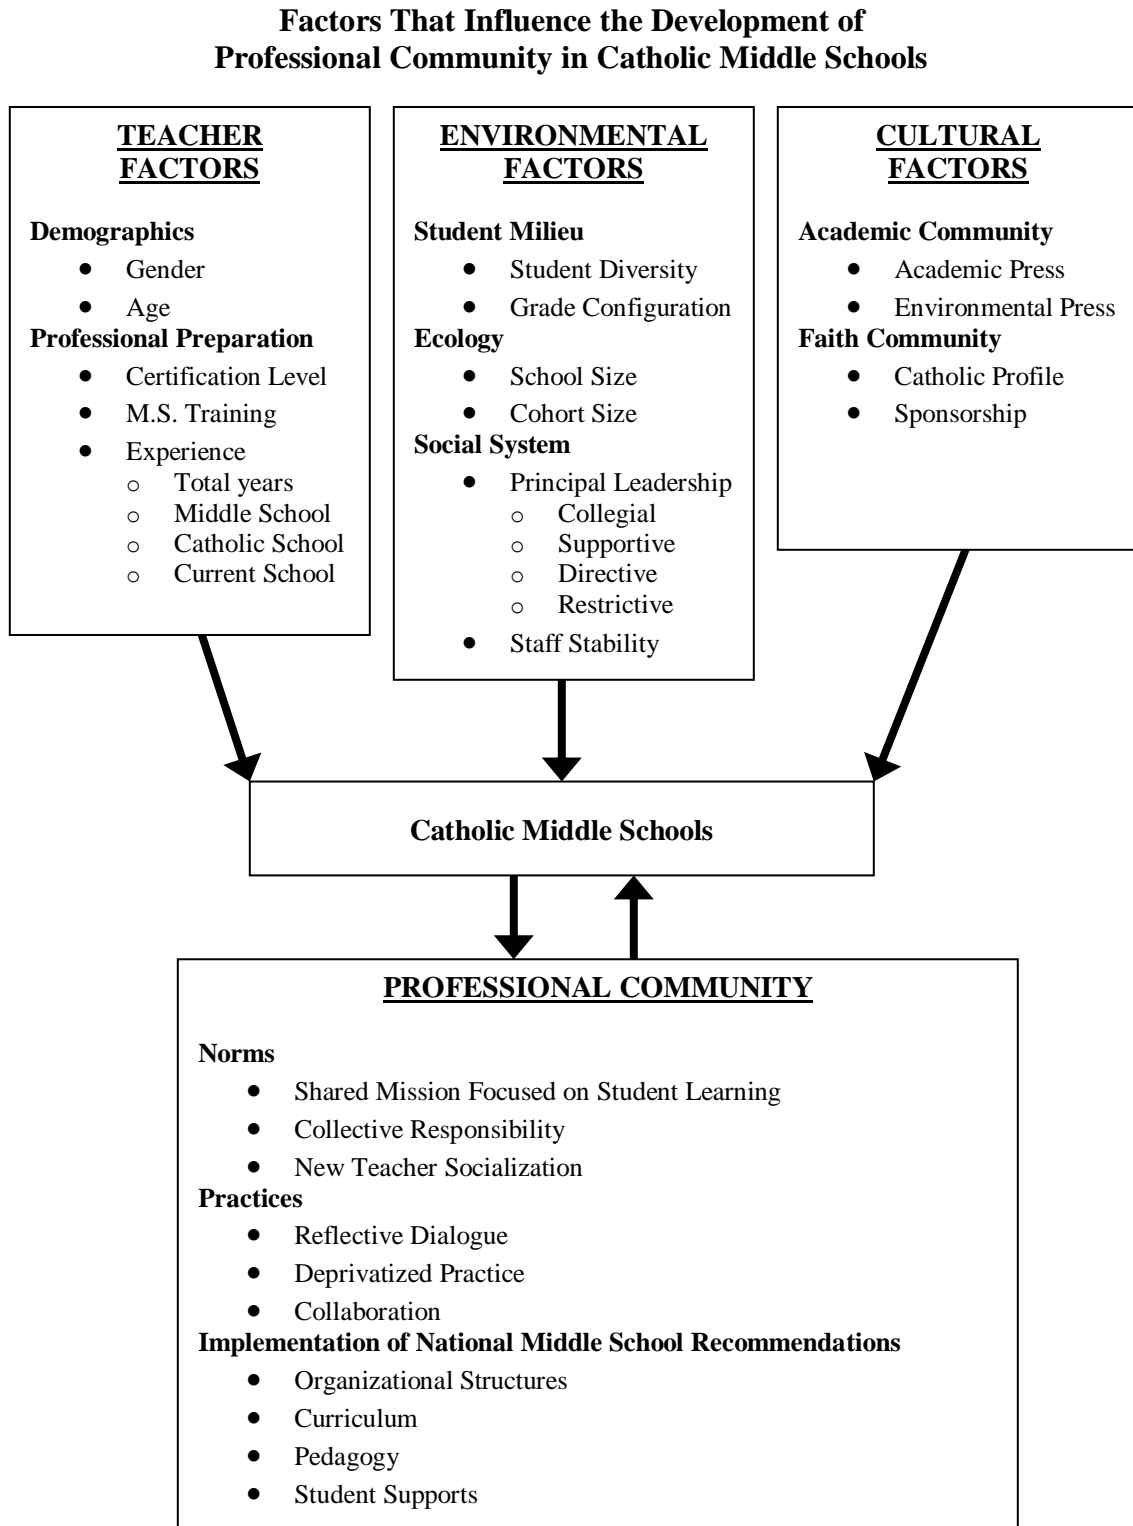 Factors That Influence the Development of
Professional Community in Catholic Middle Schools
TEACHER
FACTORS
Demographics
● Gender
● Age
Professional Preparation
● Certification Level
● M.S. Training
● Experience
o Total years
o Middle School
o Catholic School
o Current School
ENVIRONMENTAL
FACTORS
Student Milieu
● Student Diversity
● Grade Configuration
Ecology
● School Size
● Cohort Size
Social System
● Principal Leadership
o Collegial
o Supportive
o Directive
o Restrictive
● Staff Stability
CULTURAL
FACTORS
Academic Community
● Academic Press
● Environmental Press
Faith Community
● Catholic Profile
● Sponsorship
Catholic Middle Schools
PROFESSIONAL COMMUNITY
Norms
● Shared Mission Focused on Student Learning
● Collective Responsibility
● New Teacher Socialization
Practices
● Reflective Dialogue
● Deprivatized Practice
● Collaboration
Implementation of National Middle School Recommendations
● Organizational Structures
● Curriculum
● Pedagogy
● Student Supports